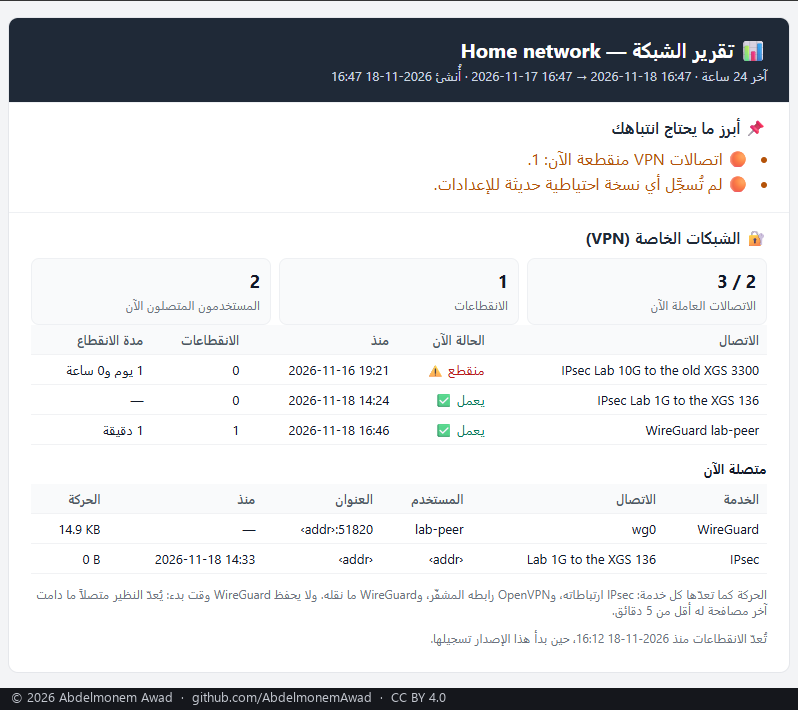 📊 تقرير الشبكة — Home network
آخر 24 ساعة · 2026-11-17 16:47 → 2026-11-18 16:47 · أُنشئ 2026-11-18 16:47
📌 أبرز ما يحتاج انتباهك
🟠 اتصالات VPN منقطعة الآن: 1.
🟠 لم تُسجَّل أي نسخة احتياطية حديثة للإعدادات.
🔐 الشبكات الخاصة (VPN)
2 / 3
الاتصالات العاملة الآن
1
الانقطاعات
2
المستخدمون المتصلون الآن
الاتصال الحالة الآن منذ الانقطاعات مدة الانقطاع
IPsec Lab 10G to the old XGS 3300 منقطع ⚠️ 2026-11-16 19:21 0 1 يوم و0 ساعة
IPsec Lab 1G to the XGS 136 يعمل ✅ 2026-11-18 14:24 0 —
WireGuard lab-peer يعمل ✅ 2026-11-18 16:46 1 1 دقيقة
متصلة الآن
الخدمة الاتصال المستخدم العنوان منذ الحركة
WireGuard wg0 lab-peer ‹addr›:51820 — 14.9 KB
IPsec Lab 1G to the XGS 136 ‹addr› ‹addr› 2026-11-18 14:33 0 B
الحركة كما تعدّها كل خدمة: IPsec ارتباطاته، وOpenVPN رابطه المشفّر، وWireGuard ما نقله. ولا يحفظ WireGuard وقت بدء: يُعدّ النظير متصلاً ما دامت
آخر مصافحة له أقل من 5 دقائق.
تُعدّ الانقطاعات منذ 2026-11-18 16:12، حين بدأ هذا الإصدار تسجيلها.
© 2026 Abdelmonem Awad · github.com/AbdelmonemAwad · CC BY 4.0